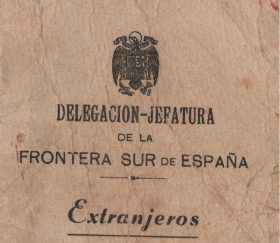 DELEGACION-JEFATURA
DE LA
FRONTERA SUR DE ESPAÑA
Extranjeros